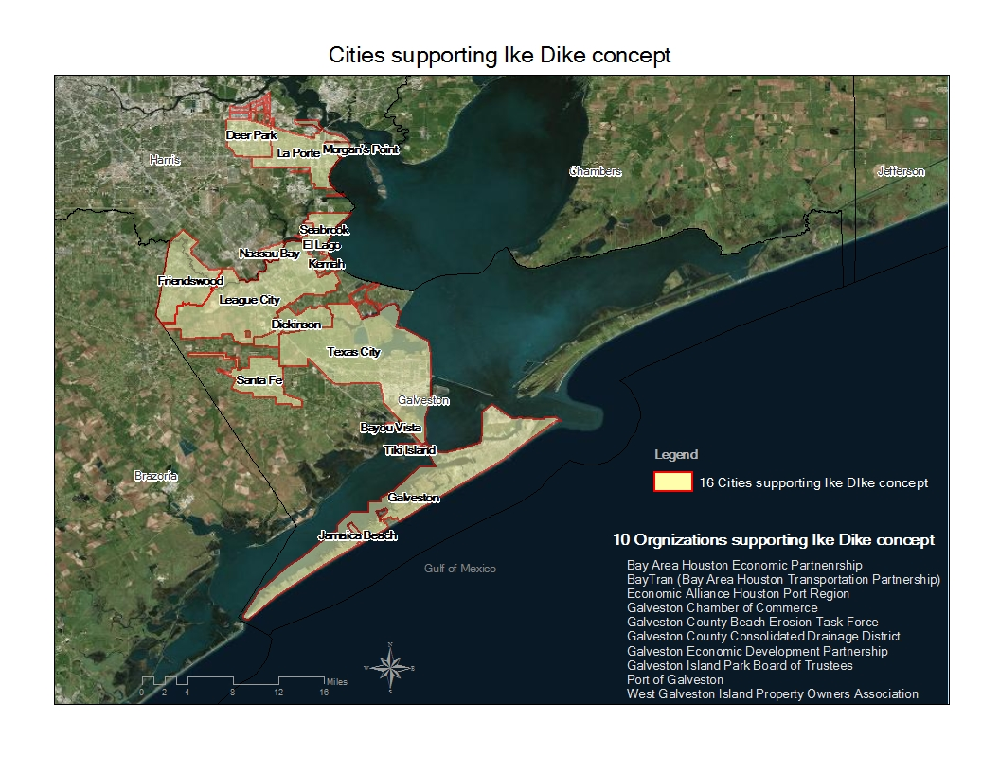 Cities supporting Ike Dike concept
Deer Park
La Porte
Morgan's Point
Harris
Chambers
Jefferson
Seabrook
El Lago
Nassau Bay
Kemah
Friendswood
League City
Dickinson
Texas City
Santa Fe
Galveston
Bayou Vista
Tiki Island
Brazoria
Galveston
Jamaica Beach
Gulf of Mexico
Legend
16 Cities supporting Ike DIke concept
10 Orgnizations supporting Ike Dike concept
Bay Area Houston Economic Partnenrship
BayTran (Bay Area Houston Transportation Partnership)
Economic Alliance Houston Port Region
Galveston Chamber of Commerce
Galveston County Beach Erosion Task Force
Galveston County Consolidated Drainage District
Galveston Economic Development Partnership
Galveston Island Park Board of Trustees
Port of Galveston
West Galveston Island Property Owners Association
N
W
E
S
Miles
0 2 4 8 12 16